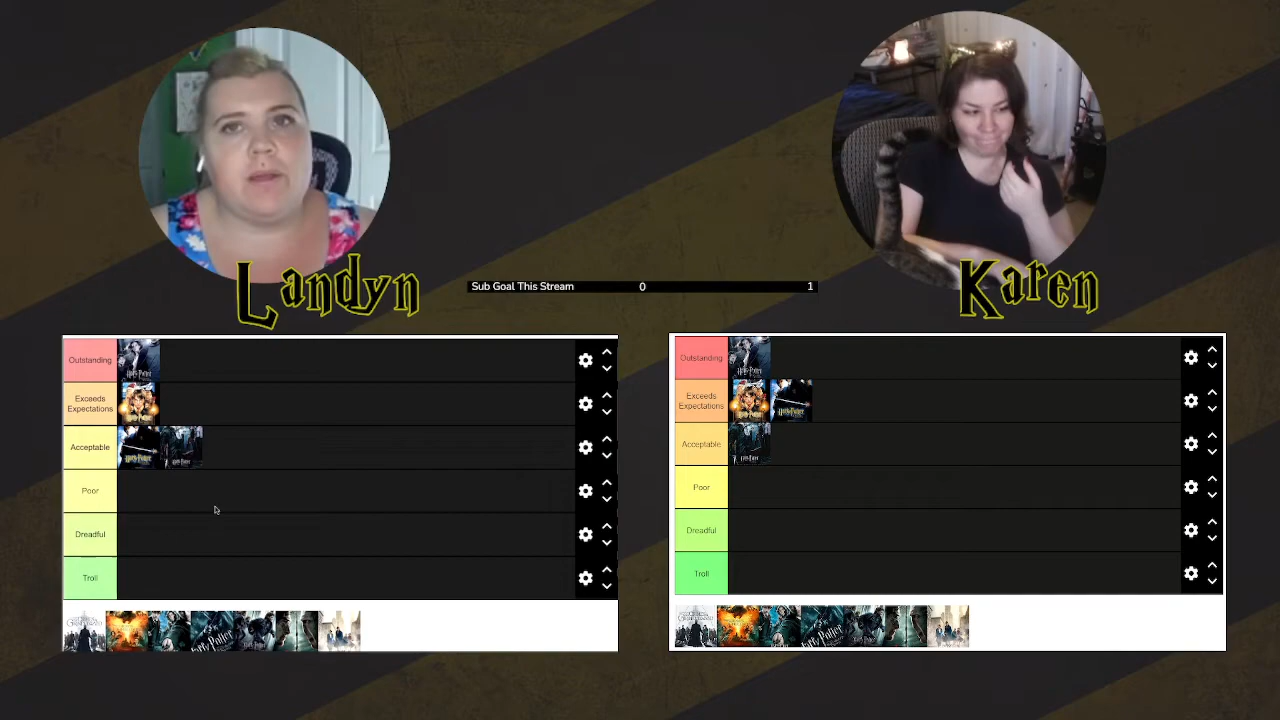 Landyn
Karen
Sub Goal This Stream 0 1
Outstanding
Exceeds
Expectations
Acceptable
Poor
Dreadful
Troll
Outstanding
Exceeds
Expectations
Acceptable
Poor
Dreadful
Troll